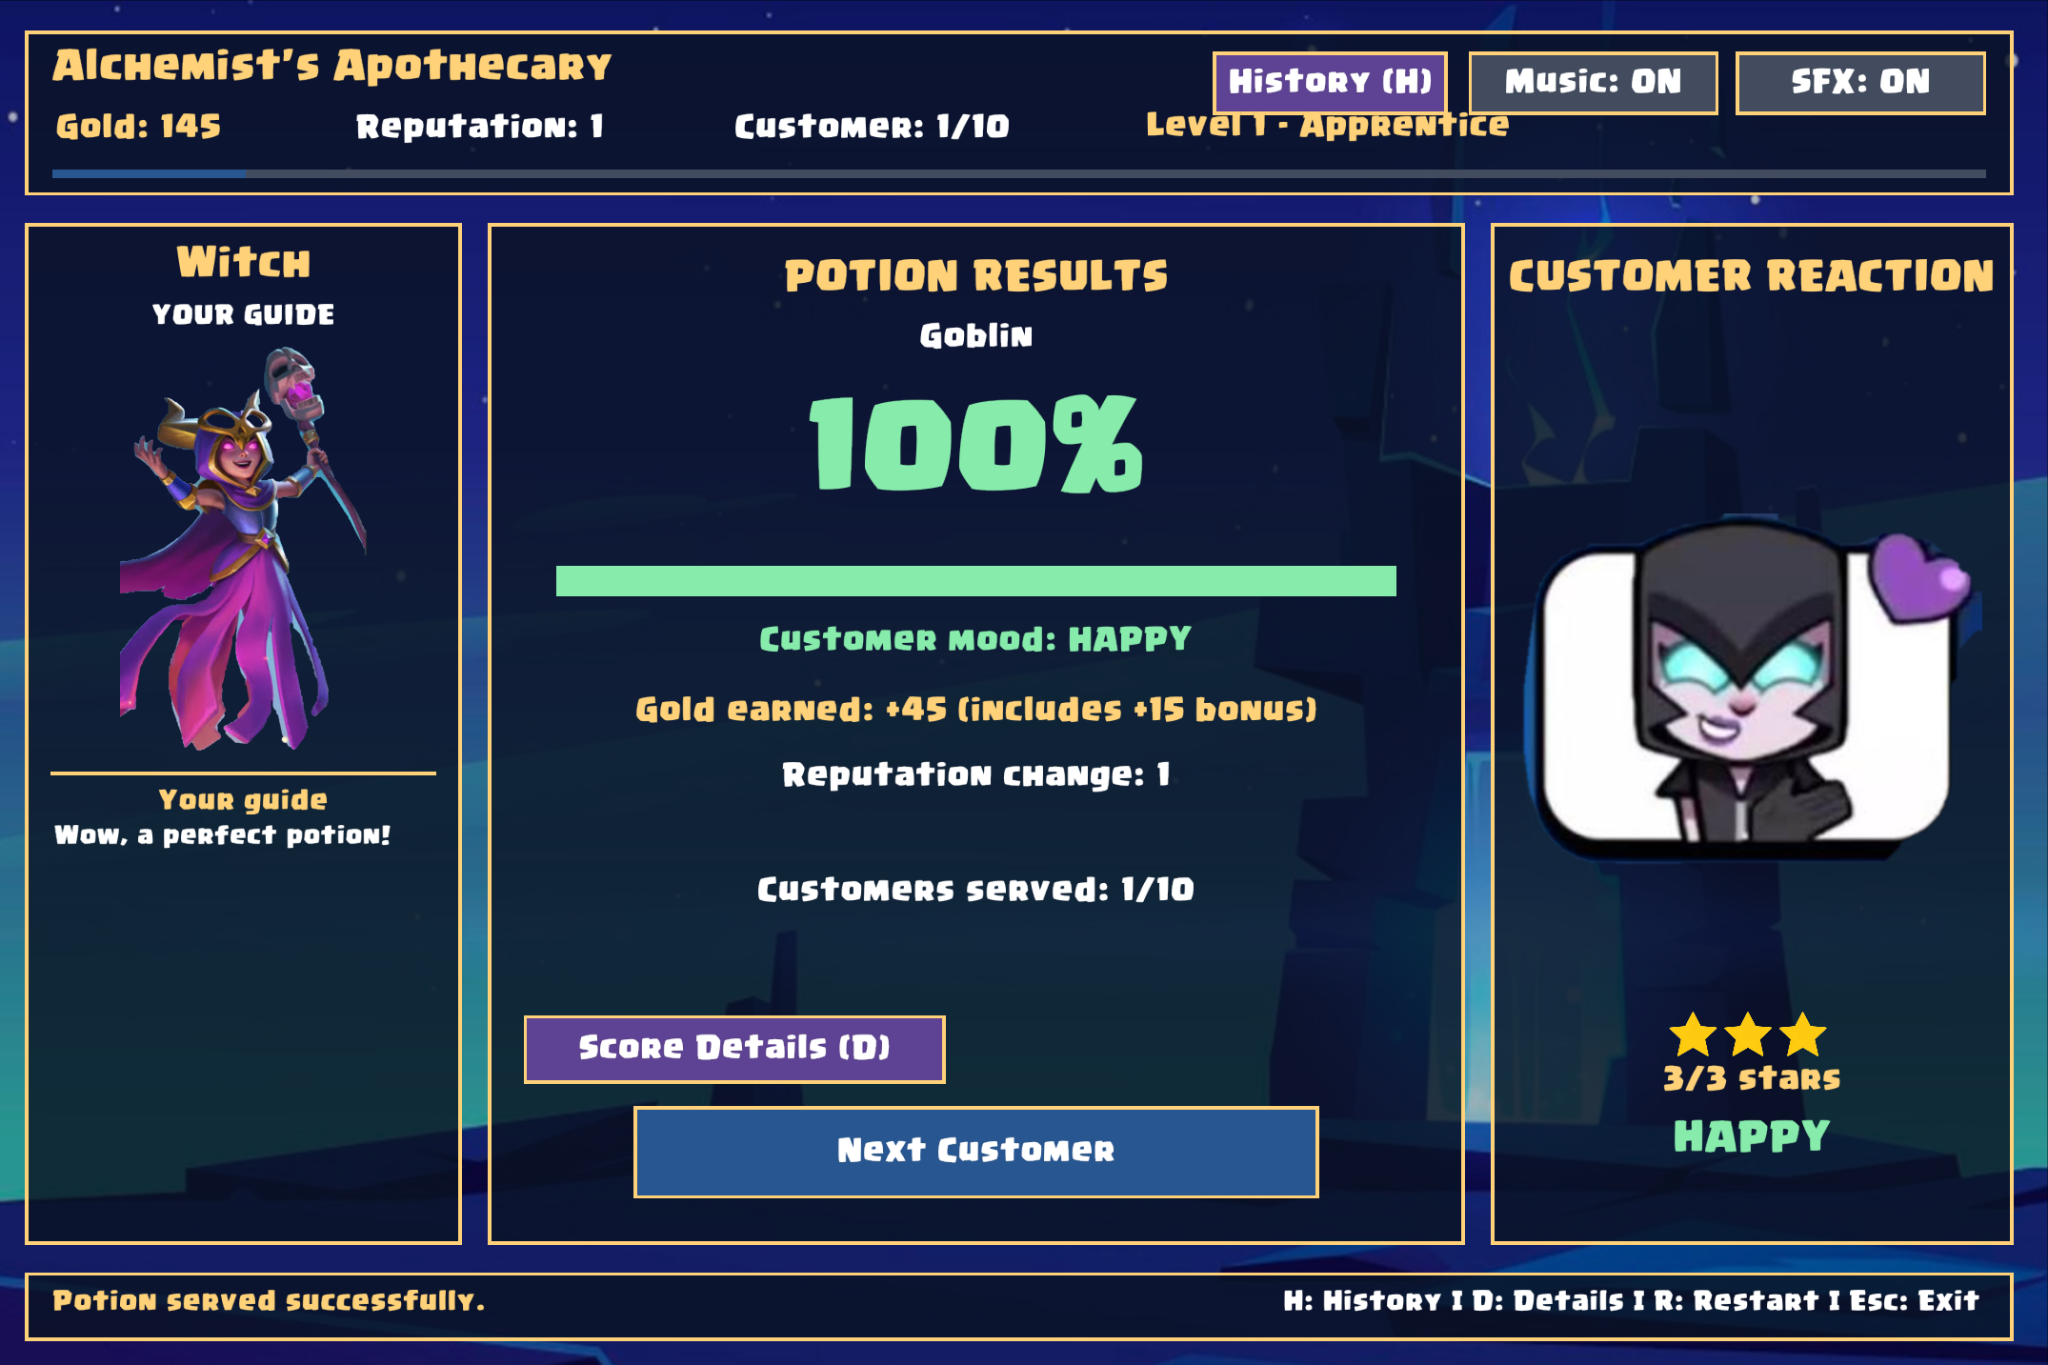 Alchemist's Apothecary
History (H)
Music: ON
SFX: ON
Gold: 145
Reputation: 1
Customer: 1/10
Level 1 - Apprentice
Witch
YOUR GUIDE
Your guide
Wow, a perfect potion!
POTION RESULTS
Goblin
100%
Customer mood: HAPPY
Gold earned: +45 (includes +15 bonus)
Reputation change: 1
Customers served: 1/10
Score Details (D)
Next Customer
CUSTOMER REACTION
3/3 stars
HAPPY
Potion served successfully.
H: History | D: Details | R: Restart | Esc: Exit